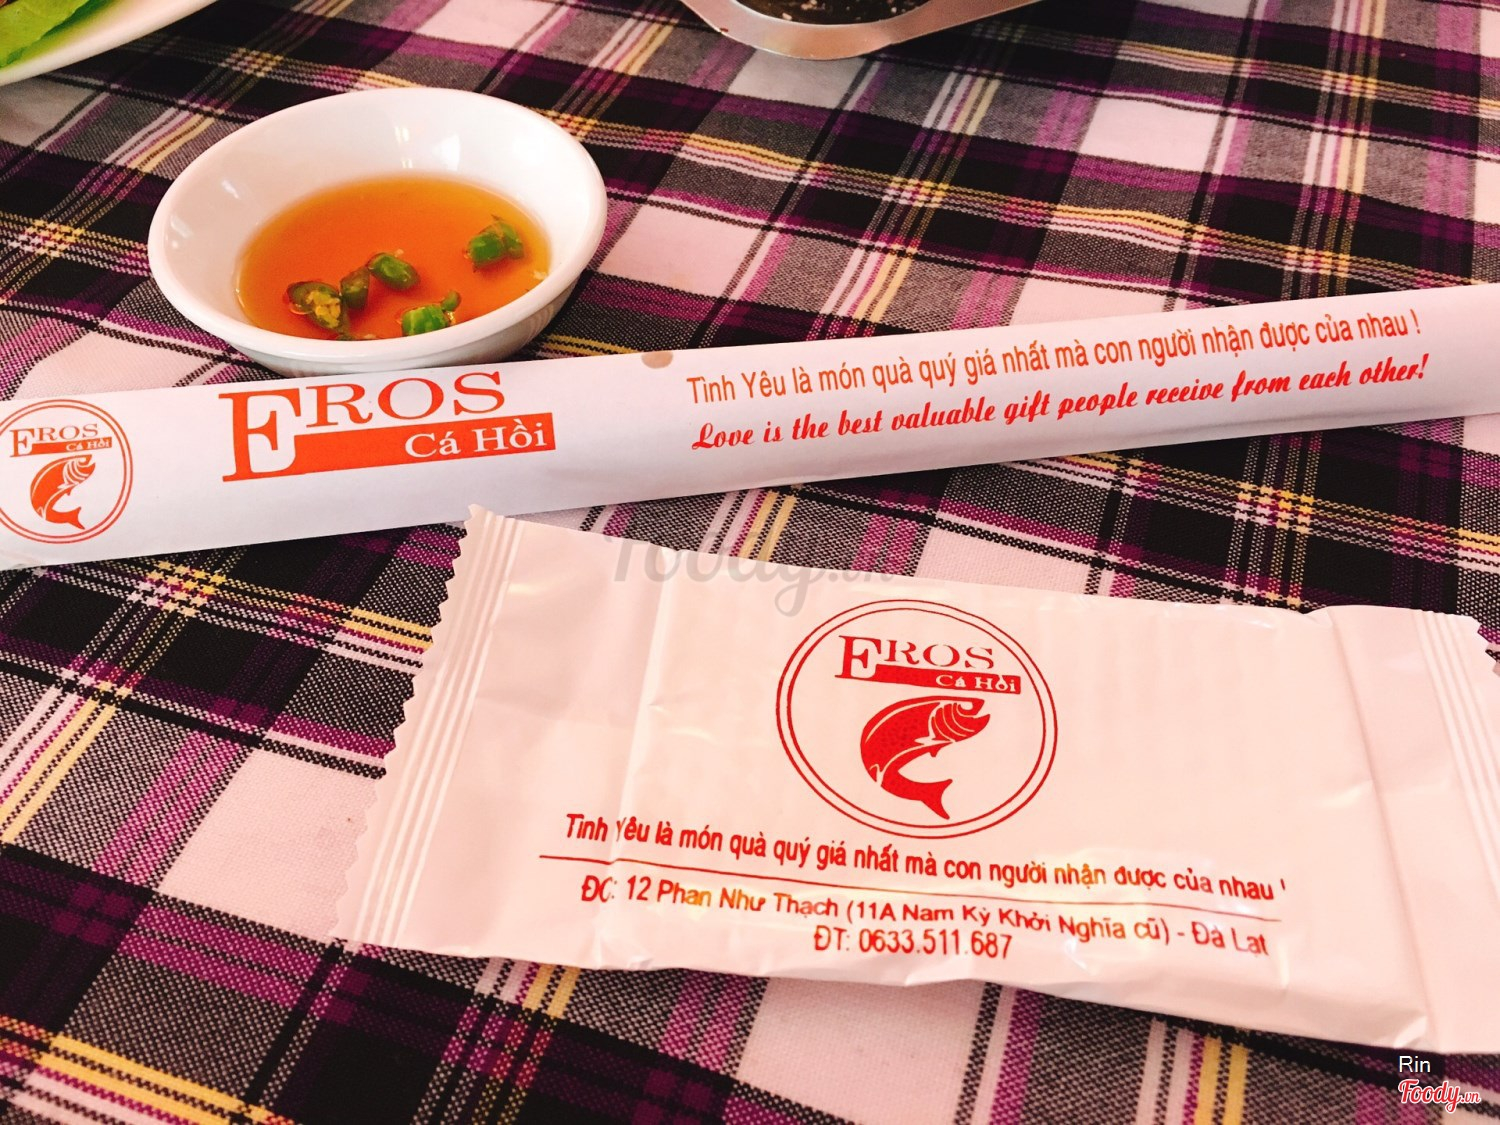 EROS
Cá Hồi
EROS
Cá Hồi
Tình Yêu là món quà quý giá nhất mà con người nhận được của nhau !
Love is the best valuable gift people receive from each other!
Foody.vn
EROS
Cá Hồi
Tình Yêu là món quà quý giá nhất mà con người nhận được của nhau !
ĐC: 12 Phan Như Thạch (11A Nam Kỳ Khởi Nghĩa cũ) - Đà Lạt
ĐT: 0633.511.687
Rin
Foody.vn